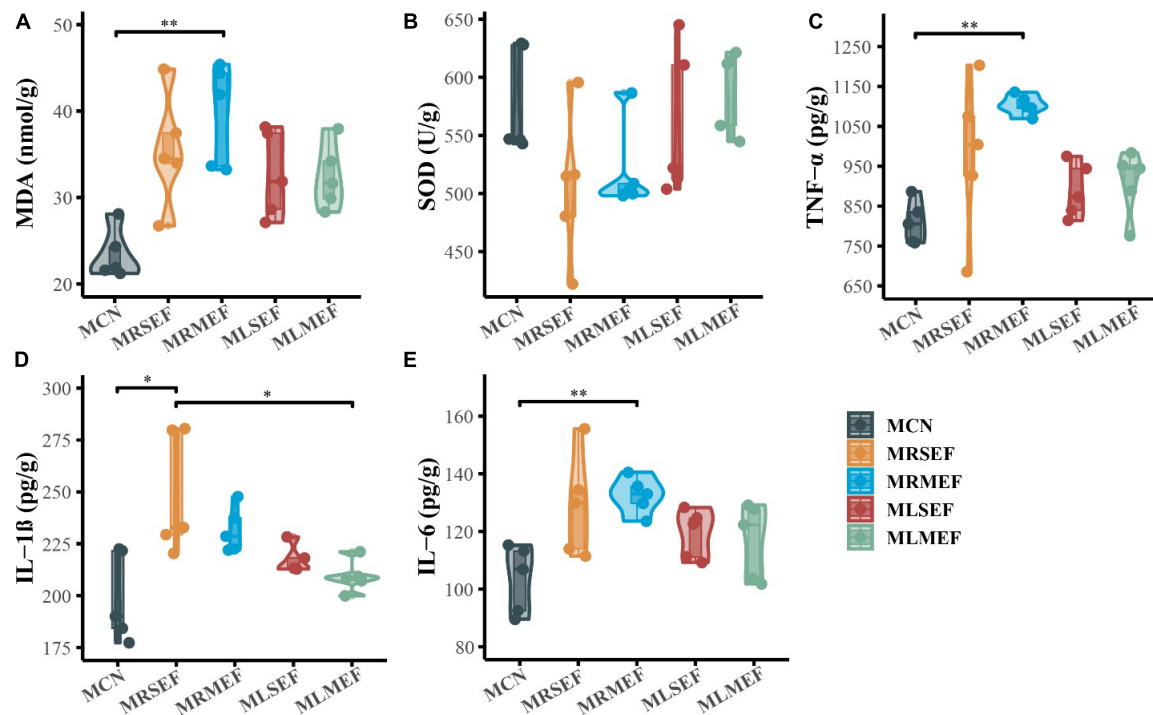 A
MDA (nmol/g)
50
40
30
20
**
MCN
MRSEF
MRMEF
MLSEF
MLMEF
B
SOD (U/g)
650
600
550
500
450
MCN
MRSEF
MRMEF
MLSEF
MLMEF
C
TNF−α (pg/g)
1250
1150
1050
950
850
750
650
**
MCN
MRSEF
MRMEF
MLSEF
MLMEF
D
IL−1ß (pg/g)
300
275
250
225
200
175
*
*
MCN
MRSEF
MRMEF
MLSEF
MLMEF
E
IL−6 (pg/g)
160
140
120
100
80
**
MCN
MRSEF
MRMEF
MLSEF
MLMEF
MCN
MRSEF
MRMEF
MLSEF
MLMEF